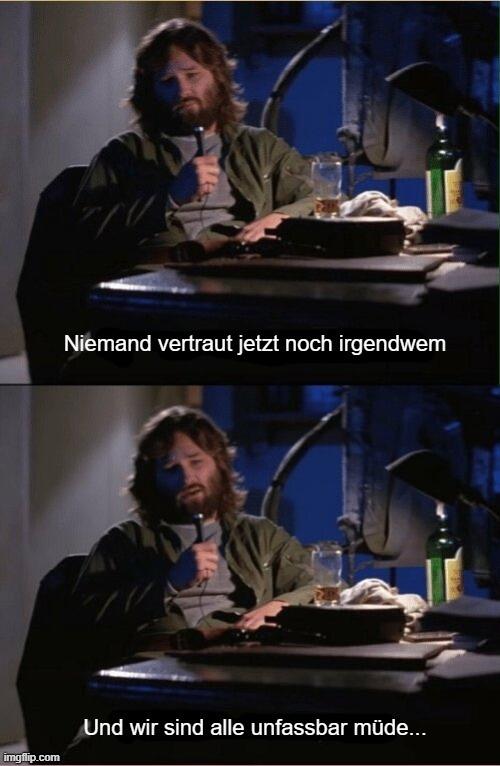 Niemand vertraut jetzt noch irgendwem
Und wir sind alle unfassbar müde...
imgflip.com